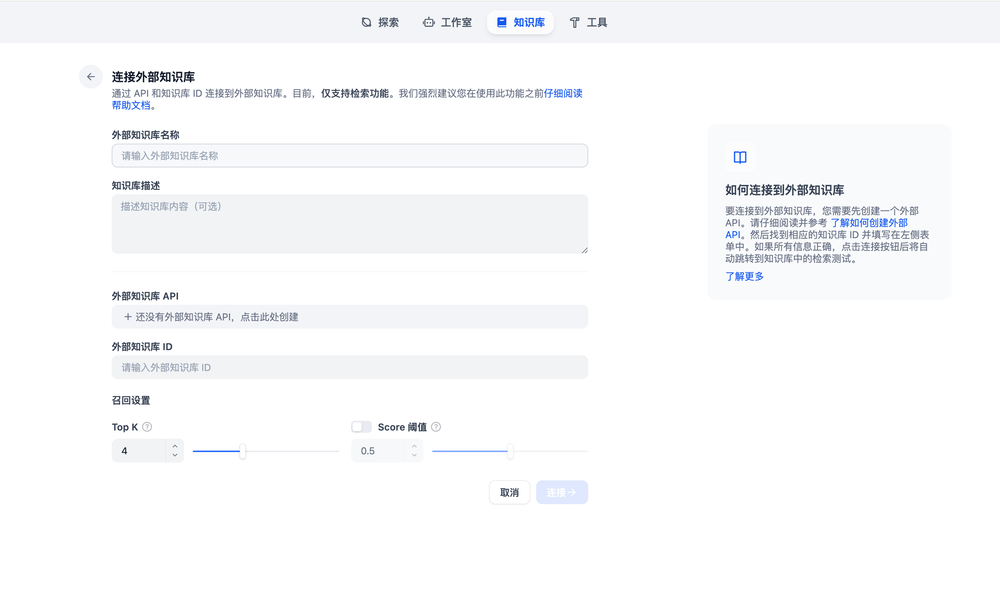 探索 工作室 知识库 工具
连接外部知识库
通过 API 和知识库 ID 连接到外部知识库。目前，仅支持检索功能。我们强烈建议您在使用此功能之前仔细阅读
帮助文档。
外部知识库名称
请输入外部知识库名称
知识库描述
描述知识库内容（可选）
外部知识库 API
+ 还没有外部知识库 API，点击此处创建
外部知识库 ID
请输入外部知识库 ID
召回设置
Top K
Score 阈值
4
0.5
取消
连接
如何连接到外部知识库
要连接到外部知识库，您需要先创建一个外部
API。请仔细阅读并参考 了解如何创建外部
API。然后找到相应的知识库 ID 并填写在左侧表
单中。如果所有信息正确，点击连接按钮后将自
动跳转到知识库中的检索测试。
了解更多